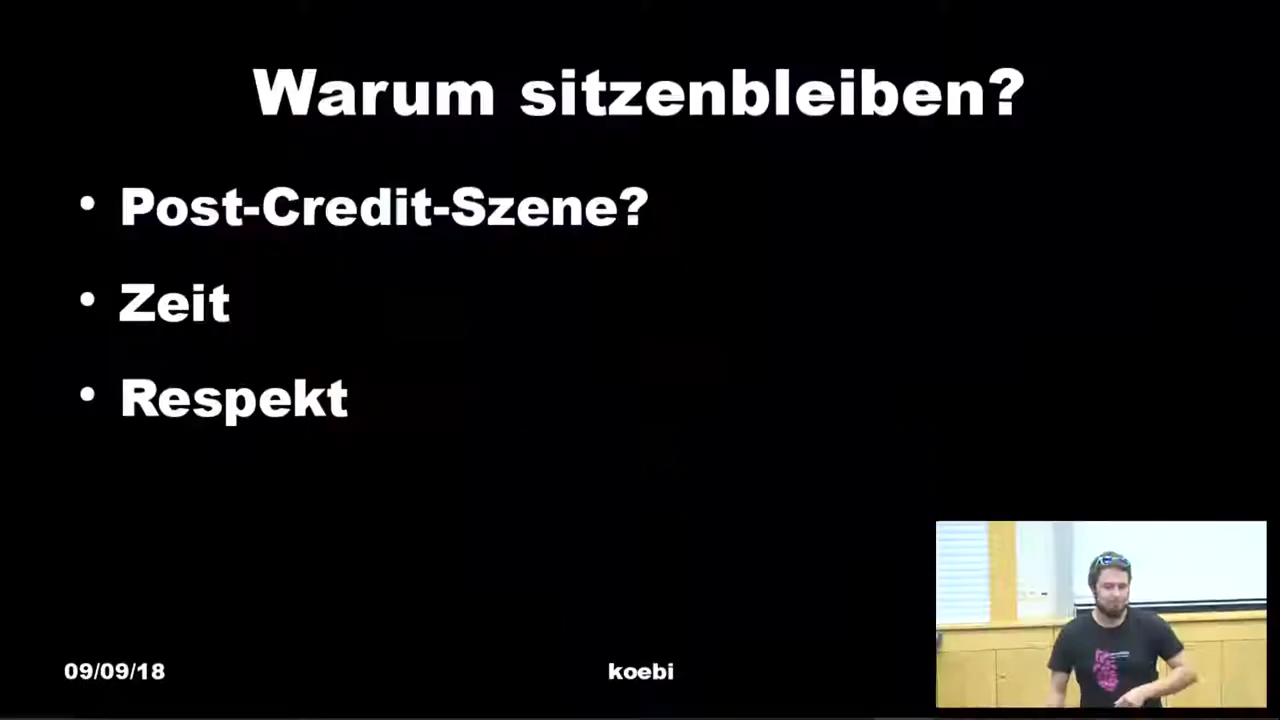 Warum sitzenbleiben?
• Post-Credit-Szene?
• Zeit
• Respekt
09/09/18
koebi